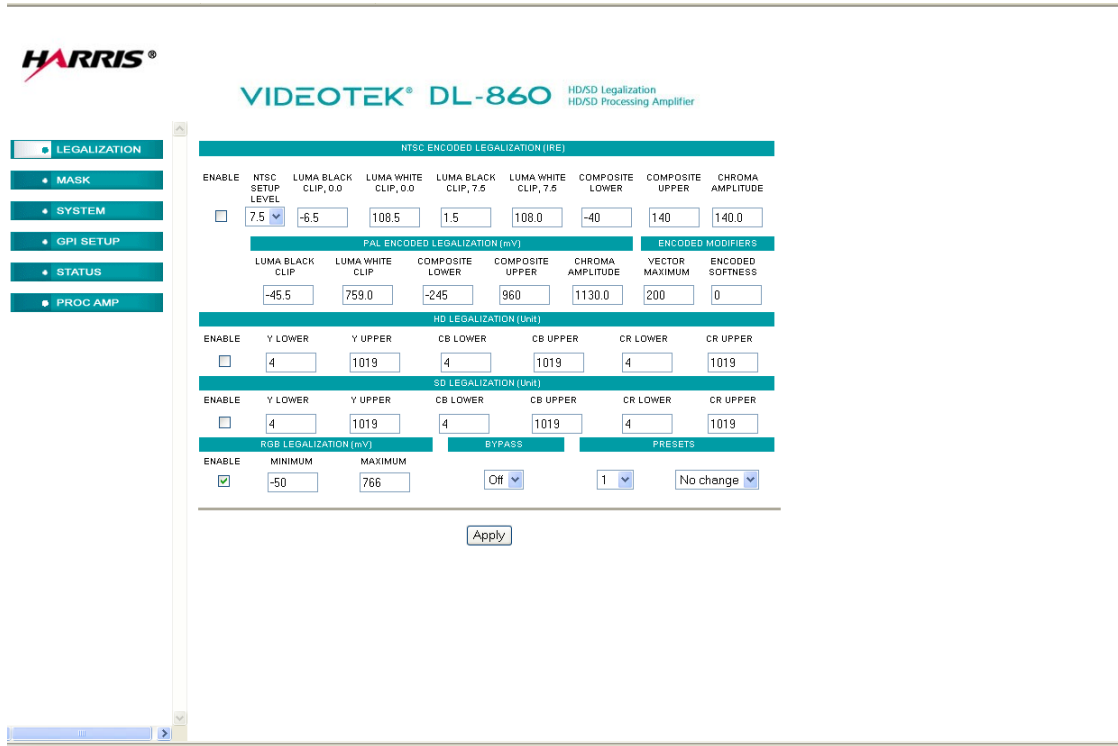 HARRIS®
VIDEOTEK® DL-860 HD/SD Legalization
HD/SD Processing Amplifier
LEGALIZATION
MASK
SYSTEM
GPI SETUP
STATUS
PROC AMP
NTSC ENCODED LEGALIZATION (IRE)
ENABLE NTSC SETUP LEVEL LUMA BLACK CLIP, 0.0 LUMA WHITE CLIP, 0.0 LUMA BLACK CLIP, 7.5 LUMA WHITE CLIP, 7.5 COMPOSITE LOWER COMPOSITE UPPER CHROMA AMPLITUDE
7.5 -6.5 108.5 1.5 108.0 -40 140 140.0
PAL ENCODED LEGALIZATION (mV) ENCODED MODIFIERS
LUMA BLACK CLIP LUMA WHITE CLIP COMPOSITE LOWER COMPOSITE UPPER CHROMA AMPLITUDE VECTOR MAXIMUM ENCODED SOFTNESS
-45.5 759.0 -245 960 1130.0 200 0
HD LEGALIZATION (Unit)
ENABLE Y LOWER Y UPPER CB LOWER CB UPPER CR LOWER CR UPPER
4 1019 4 1019 4 1019
SD LEGALIZATION (Unit)
ENABLE Y LOWER Y UPPER CB LOWER CB UPPER CR LOWER CR UPPER
4 1019 4 1019 4 1019
RGB LEGALIZATION (mV) BYPASS PRESETS
ENABLE MINIMUM MAXIMUM
-50 766 Off 1 No change
Apply